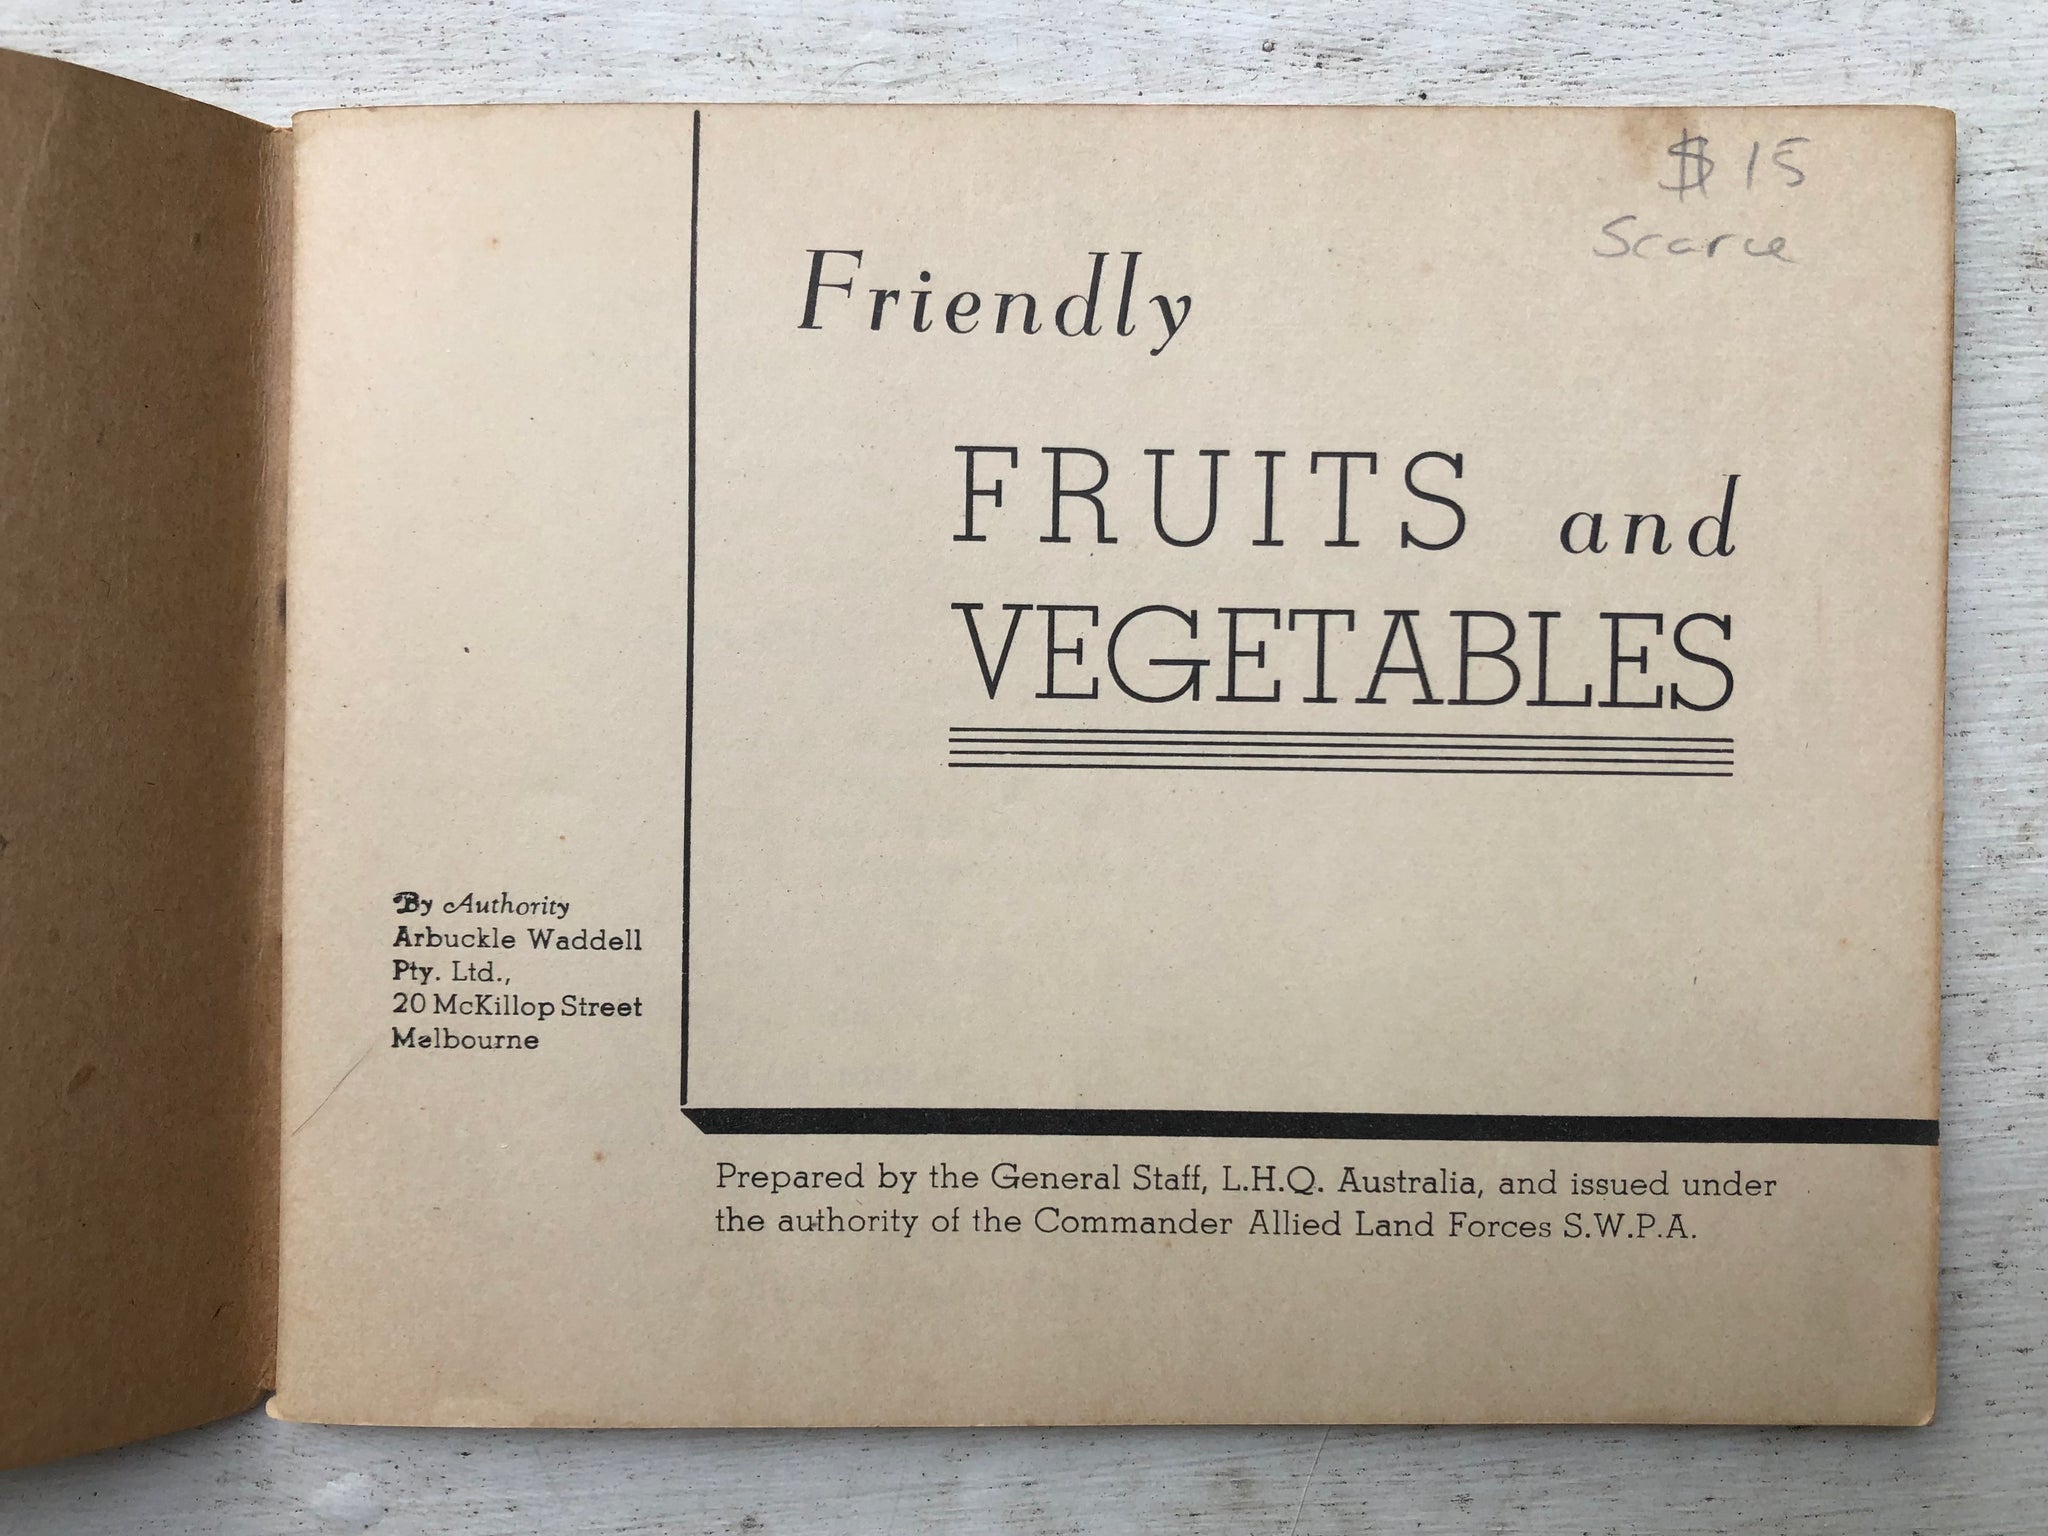 $15
Scarce
Friendly
FRUITS and
VEGETABLES
By Authority
Arbuckle Waddell
Pty. Ltd.,
20 McKillop Street
Melbourne
Prepared by the General Staff, L.H.Q. Australia, and issued under
the authority of the Commander Allied Land Forces S.W.P.A.